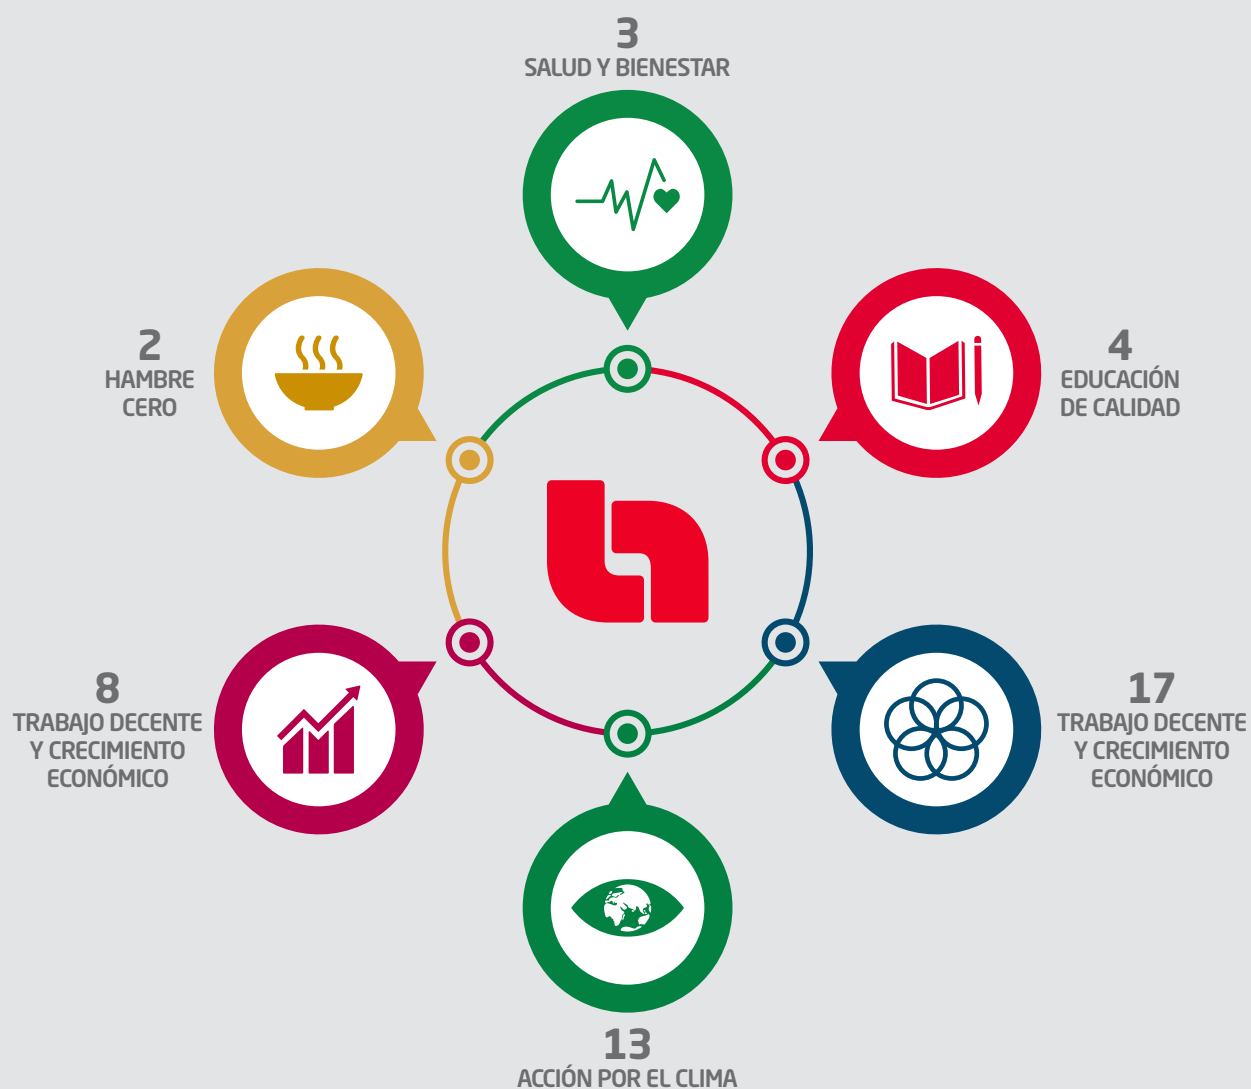 3
SALUD Y BIENESTAR
2
HAMBRE
CERO
4
EDUCACIÓN
DE CALIDAD
8
TRABAJO DECENTE
Y CRECIMIENTO
ECONÓMICO
17
TRABAJO DECENTE
Y CRECIMIENTO
ECONÓMICO
13
ACCIÓN POR EL CLIMA